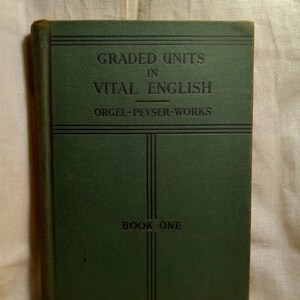 GRADED UNITS
IN
VITAL ENGLISH
ORGEL-PEYSER-WORKS
BOOK ONE